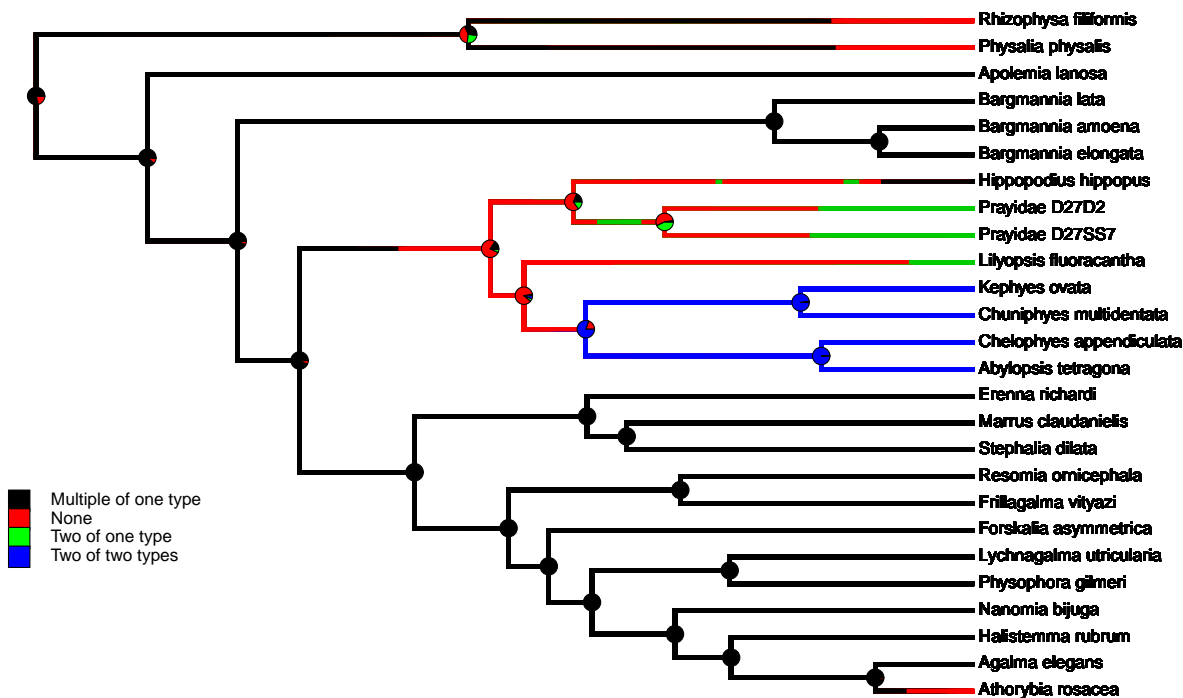 Rhizophysa filiformis
Physalia physalis
Apolemia lanosa
Bargmannia lata
Bargmannia amoena
Bargmannia elongata
Hippopodius hippopus
Prayidae D27D2
Prayidae D27SS7
Lilyopsis fluoracantha
Kephyes ovata
Chuniphyes multidentata
Chelophyes appendiculata
Abylopsis tetragona
Erenna richardi
Marrus claudanielis
Stephalia dilata
Resomia ornicephala
Frillagalma vityazi
Forskalia asymmetrica
Lychnagalma utricularia
Physophora gilmeri
Nanomia bijuga
Halistemma rubrum
Agalma elegans
Athorybia rosacea
Multiple of one type
None
Two of one type
Two of two types